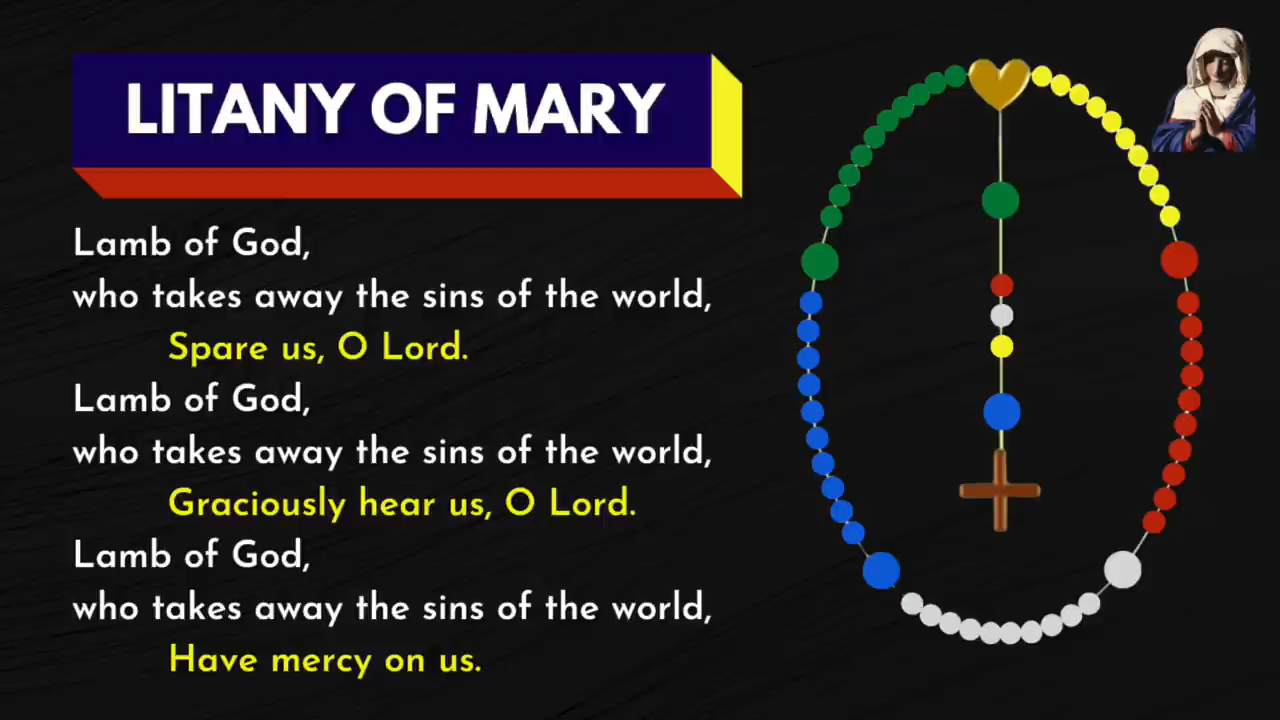 LITANY OF MARY
Lamb of God,
who takes away the sins of the world,
Spare us, O Lord.
Lamb of God,
who takes away the sins of the world,
Graciously hear us, O Lord.
Lamb of God,
who takes away the sins of the world,
Have mercy on us.